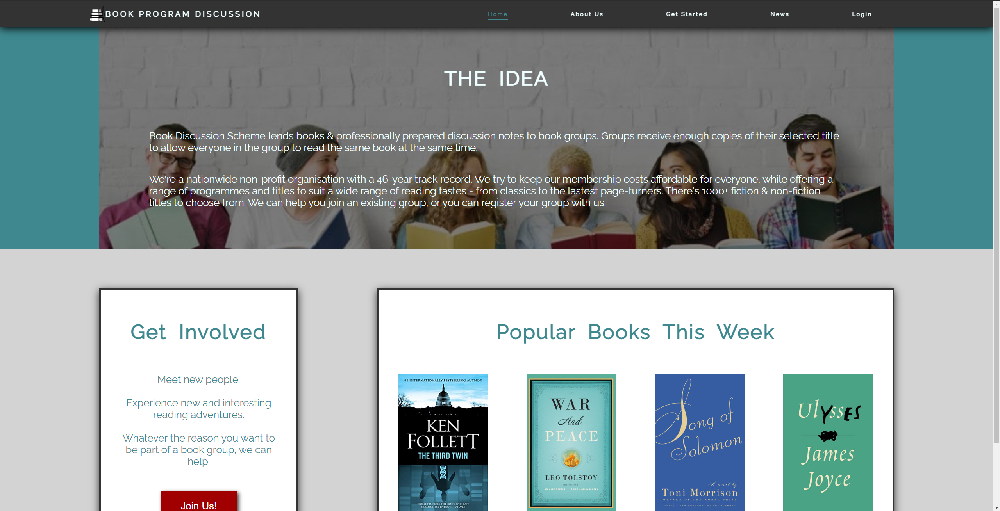 BOOK PROGRAM DISCUSSION
Home
About Us
Get Started
News
Login
THE IDEA
Book Discussion Scheme lends books & professionally prepared discussion notes to book groups. Groups receive enough copies of their selected title
to allow everyone in the group to read the same book at the same time.
We're a nationwide non-profit organisation with a 46-year track record. We try to keep our membership costs affordable for everyone, while offering a
range of programmes and titles to suit a wide range of reading tastes - from classics to the lastest page-turners. There's 1000+ fiction & non-fiction
titles to choose from. We can help you join an existing group, or you can register your group with us.
Get Involved
Meet new people.
Experience new and interesting
reading adventures.
Whatever the reason you want to
be part of a book group, we can
help.
Join Us!
Popular Books This Week
#1 INTERNATIONALLY BESTSELLING AUTHOR
KEN
FOLLETT
THE THIRD TWIN
"FOLLET INFUSES THE BOOK WITH AN
IRRESISTIBLE ENERGY."—PEOPLE
WAR
And
PEACE
LEO TOLSTOY
TRANSLATED BY
RICHARD PEVEAR AND LARISSA VOLOKHONSKY
Song of
Solomon
A novel by
Toni Morrison
WINNER OF THE NOBEL PRIZE
—WITH A NEW FOREWORD BY THE AUTHOR—
Ulysses
James
Joyce